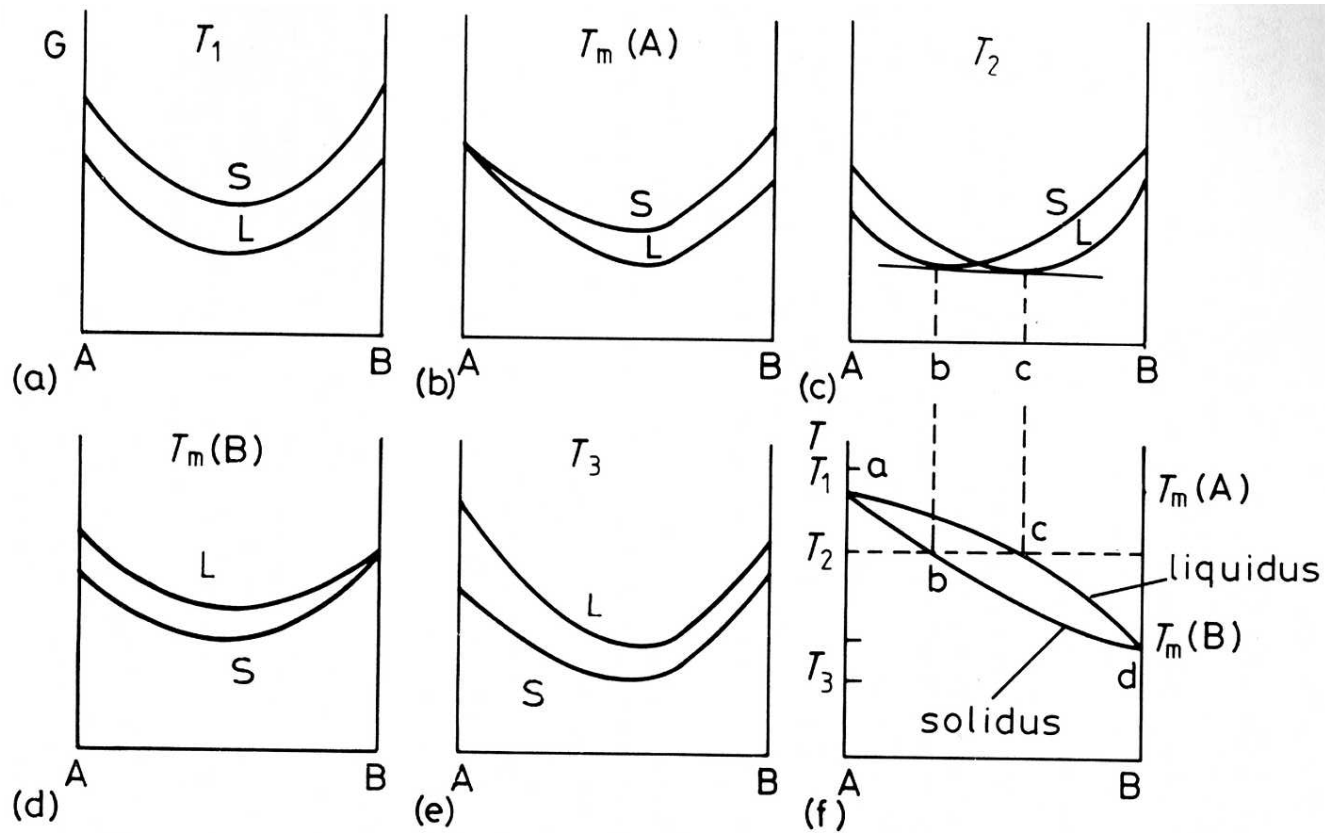 G
T1
S
L
A
B
(a)
Tm (A)
S
L
A
B
(b)
T2
S
L
A
b
c
B
(c)
Tm(B)
L
S
A
B
(d)
T3
L
S
A
B
(e)
T
T1
a
Tm(A)
T2
c
b
liquidus
Tm(B)
T3
d
solidus
A
B
(f)